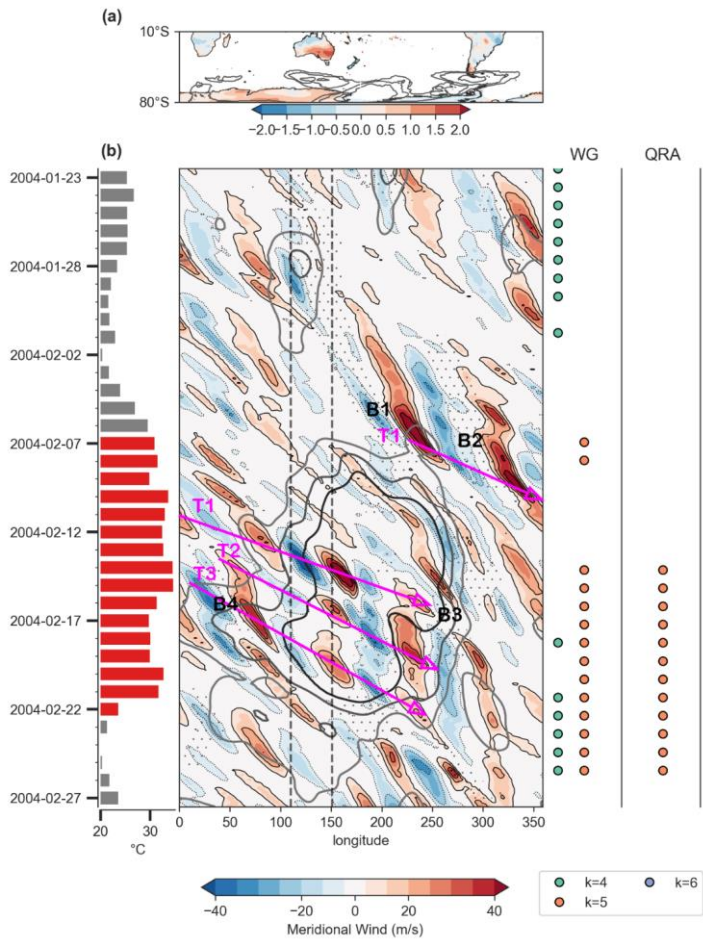 (a)
10°S
80°S
−2.0−1.5−1.0−0.5 0.0 0.5 1.0 1.5 2.0
(b)
WG QRA
2004-01-23
2004-01-28
2004-02-02
B1
T1
B2
2004-02-07
T1
2004-02-12
T2
T3
B4
B3
2004-02-17
2004-02-22
2004-02-27
20 30
0 50 100 150 200 250 300 350
°C
longitude
−40 −20 0 20 40
Meridional Wind (m/s)
k=4 k=6
k=5